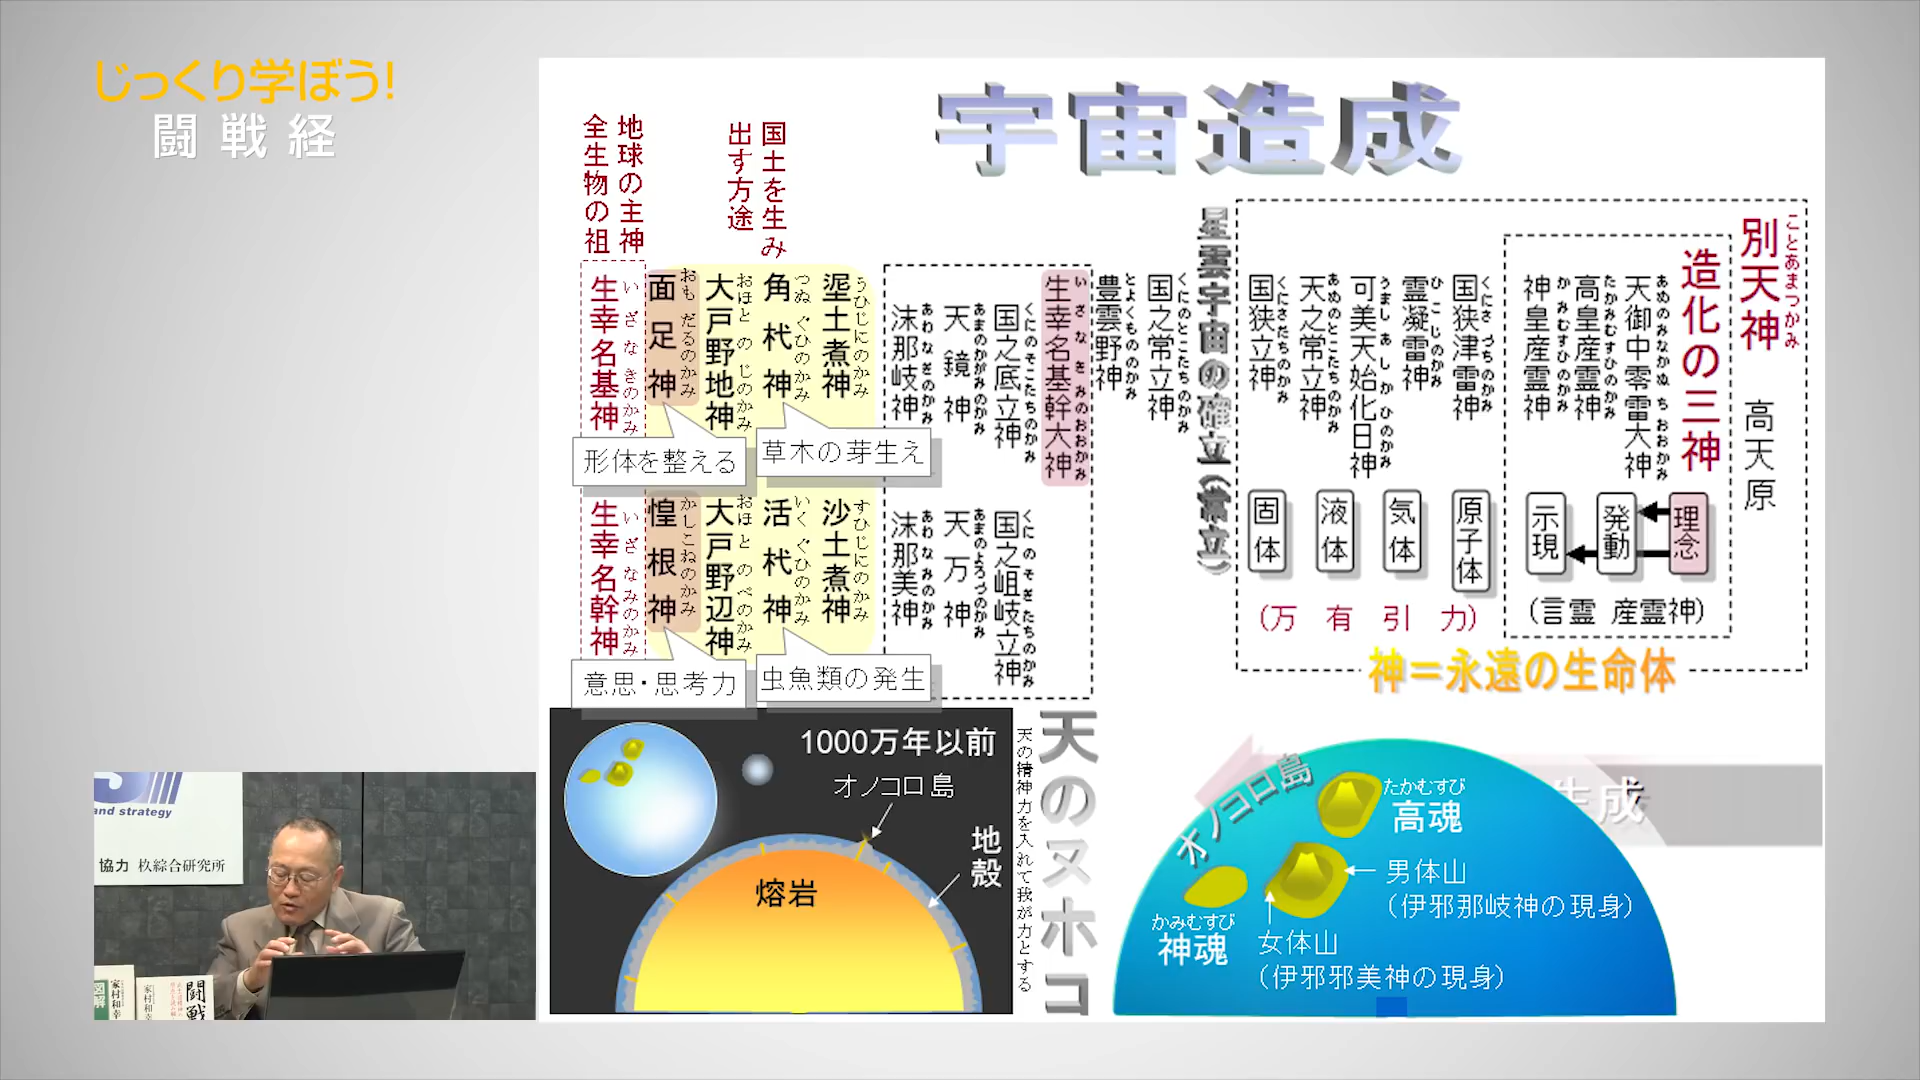 じっくり学ぼう!
闘戦経
宇宙造成
別天神
ことあまつかみ
高天原
造化の三神
天御中零雷大神
あめのみなかぬちおおかみ
高皇産霊神
たかみむすひのかみ
神皇産霊神
かみむすひのかみ
理念
発動
示現
(言霊 産霊神)
国狭津雷神
くにさづちのかみ
霊凝雷神
ひこじのかみ
可美天始化日神
うましあしかひのかみ
天之常立神
あめのとこたちのかみ
国狭立神
くにさだちのかみ
原子体
気体
液体
固体
(万有引力)
神=永遠の生命体
星雲宇宙の確立(常立)
国之常立神
くにのとこたちのかみ
豊雲野神
とよくもののかみ
生幸名基幹大神
いざなきみのおおかみ
国之底立神
くにのそこたちのかみ
天鏡神
あまのかがみのかみ
沫那岐神
あわなぎのかみ
国之岨岐立神
くにのそぎたちのかみ
天万神
あまのよろづのかみ
沫那美神
あわなみのかみ
国土を生み
出す方途
地球の主神
全生物の祖
埿土煮神
うひじにのかみ
角杙神
つぬぐひのかみ
大戸野地神
おほとのじのかみ
面足神
おもだるのかみ
生幸名基神
いざなきのかみ
草木の芽生え
形体を整える
沙土煮神
すひじにのかみ
活杙神
いくぐひのかみ
大戸野辺神
おほとのべのかみ
惶根神
かしこねのかみ
生幸名幹神
いざなみのかみ
虫魚類の発生
意思・思考力
1000万年以前
オノコロ島
地殻
熔岩
天のヌホコ
天の精神力を入れて我が力とする
生成
オノコロ島
たかむすび
高魂
男体山
(伊邪那岐神の現身)
かみむすび
神魂
女体山
(伊邪邪美神の現身)
and strategy
協力 杦綜合研究所
図解
家村和幸
家村和幸
闘戦